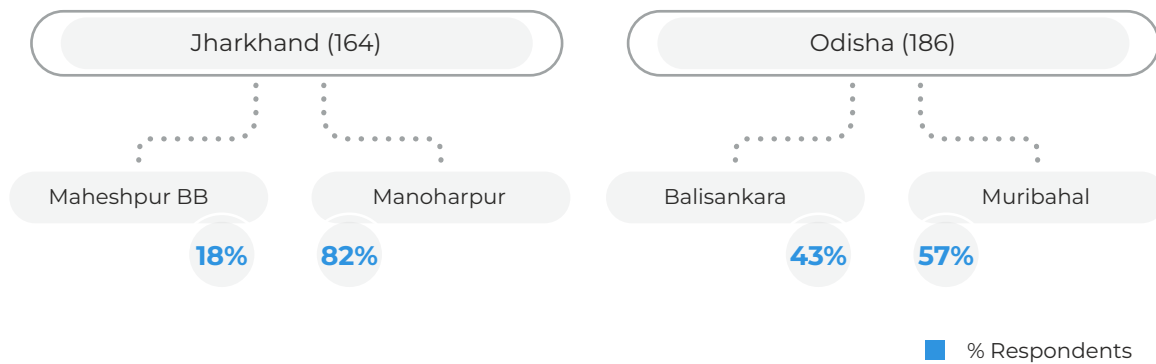 Jharkhand (164)
Odisha (186)
Maheshpur BB
Manoharpur
Balisankara
Muribahal
18%
82%
43%
57%
% Respondents